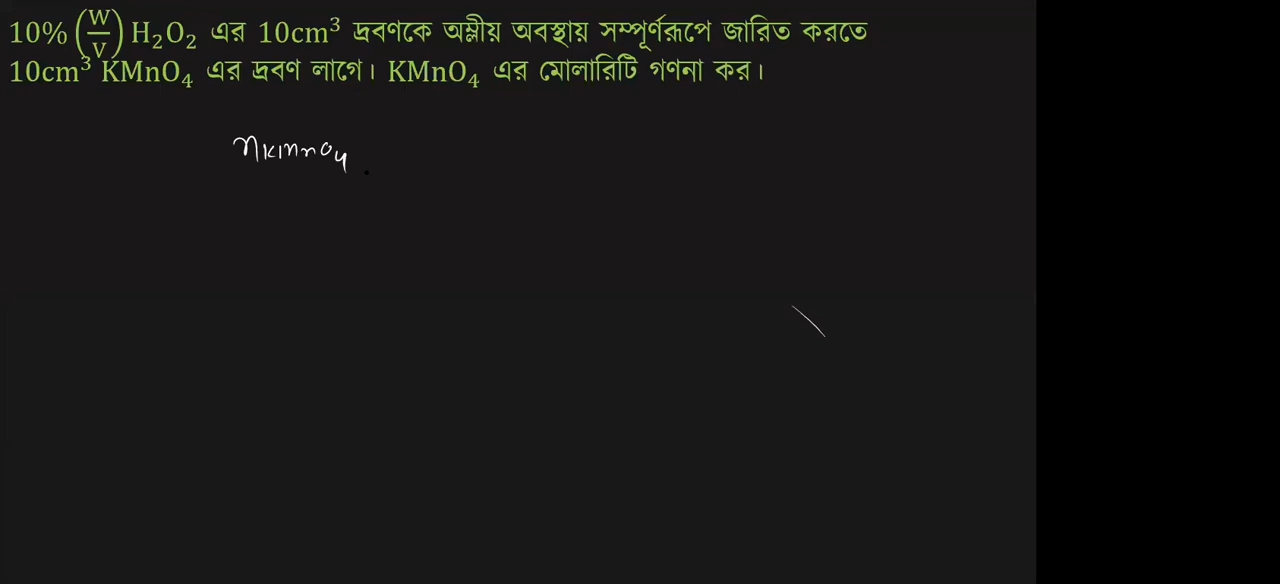 10% (W/V) H₂O₂ এর 10cm³ দ্রবণকে অম্লীয় অবস্থায় সম্পূর্ণরূপে জারিত করতে
10cm³ KMnO₄ এর দ্রবণ লাগে। KMnO₄ এর মোলারিটি গণনা কর।
nKMnO₄